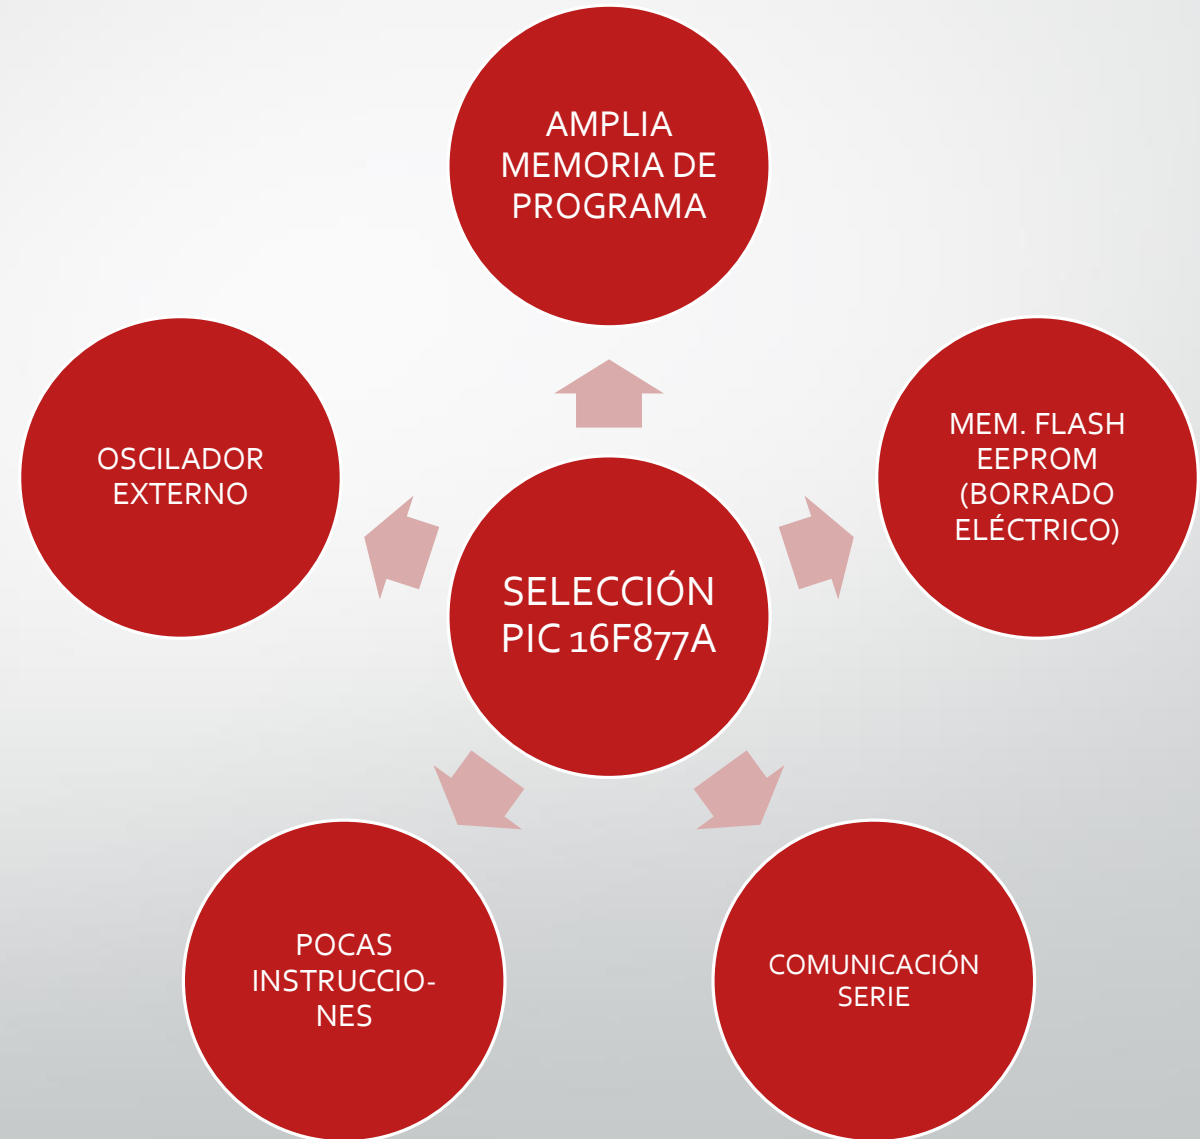 AMPLIA
MEMORIA DE
PROGRAMA
OSCILADOR
EXTERNO
MEM. FLASH
EEPROM
(BORRADO
ELÉCTRICO)
SELECCIÓN
PIC 16F877A
POCAS
INSTRUCCIO-
NES
COMUNICACIÓN
SERIE